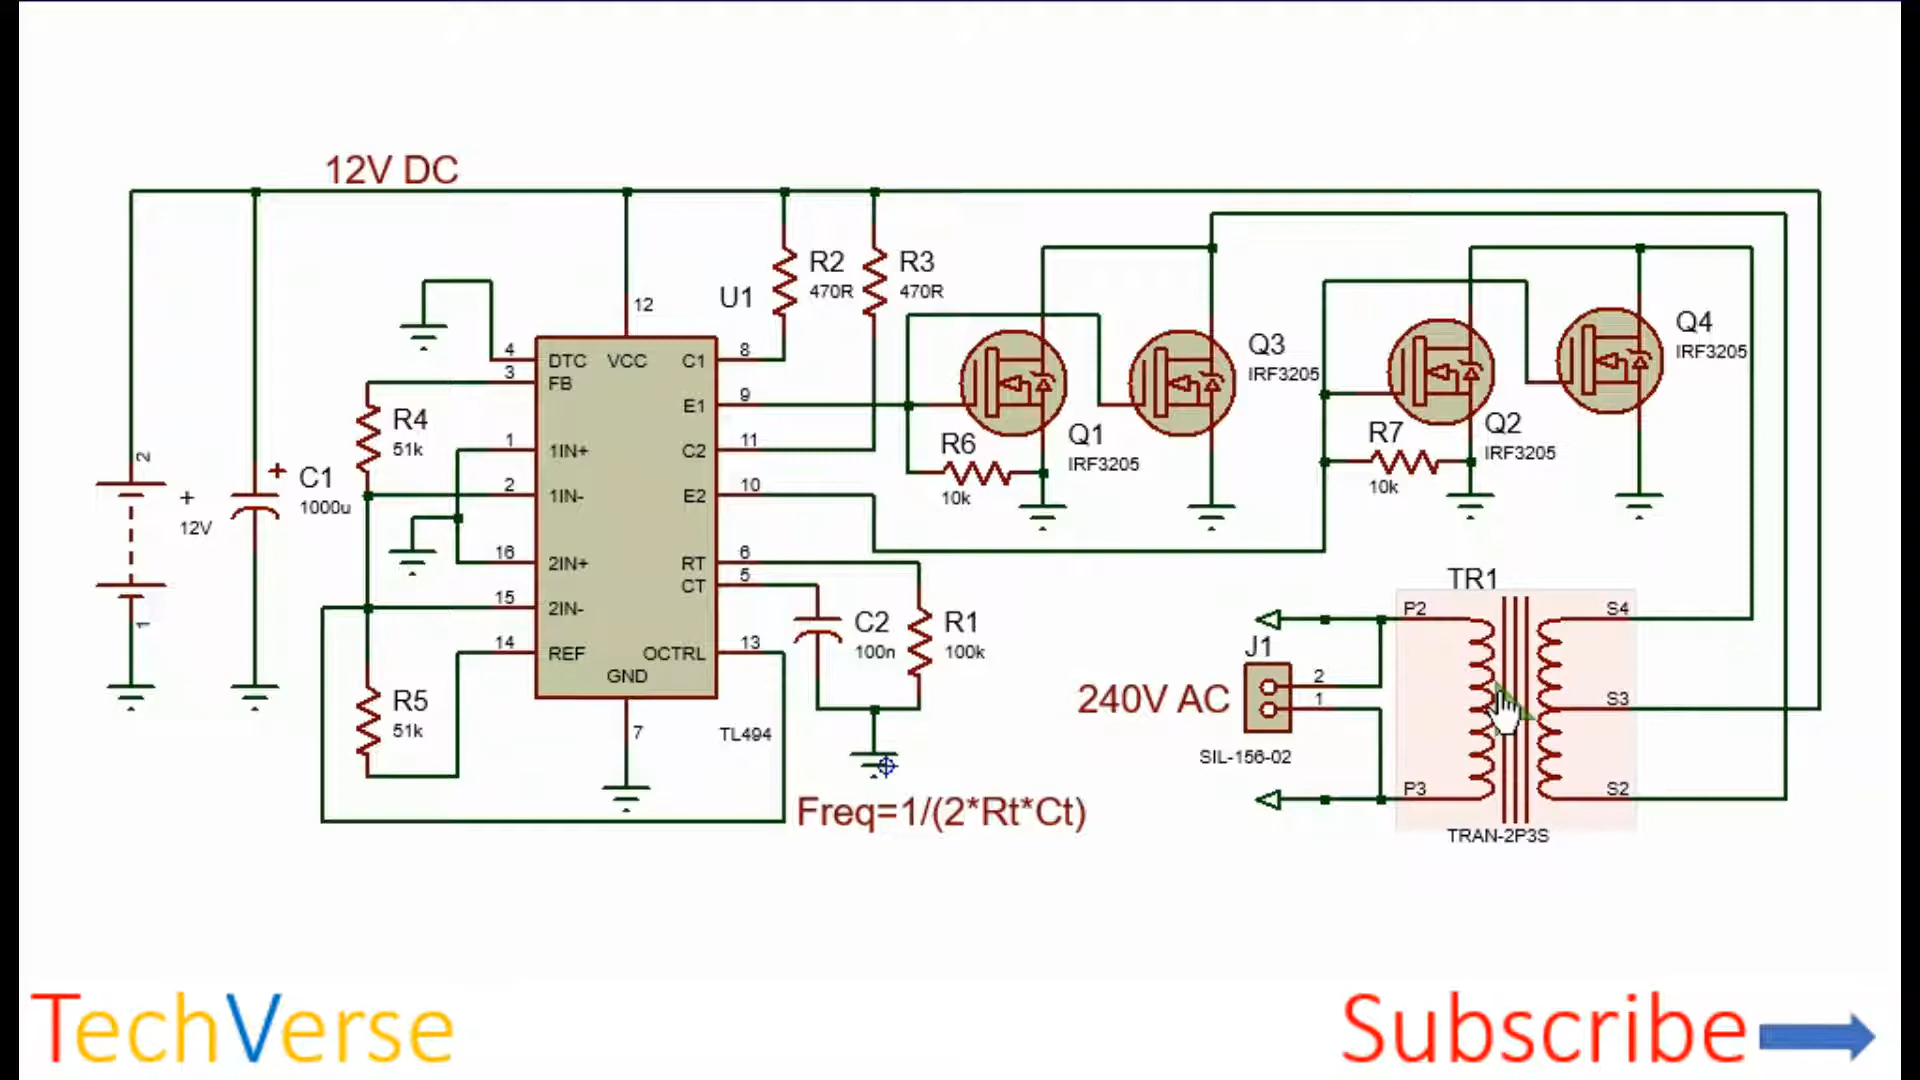 12V DC
R2
470R
R3
470R
U1
12
4
3
1
2
16
15
14
DTC
VCC
C1
FB
1IN+
E1
C2
1IN-
E2
2IN+
RT
CT
2IN-
REF
OCTRL
GND
8
9
11
10
6
5
13
7
TL494
2
+
12V
1
+
C1
1000u
R4
51k
R5
51k
C2
100n
R1
100k
Freq=1/(2*Rt*Ct)
R6
10k
Q1
IRF3205
Q3
IRF3205
R7
10k
Q2
IRF3205
Q4
IRF3205
TR1
P2
S4
S3
P3
S2
TRAN-2P3S
J1
2
1
240V AC
SIL-156-02
TechVerse
Subscribe